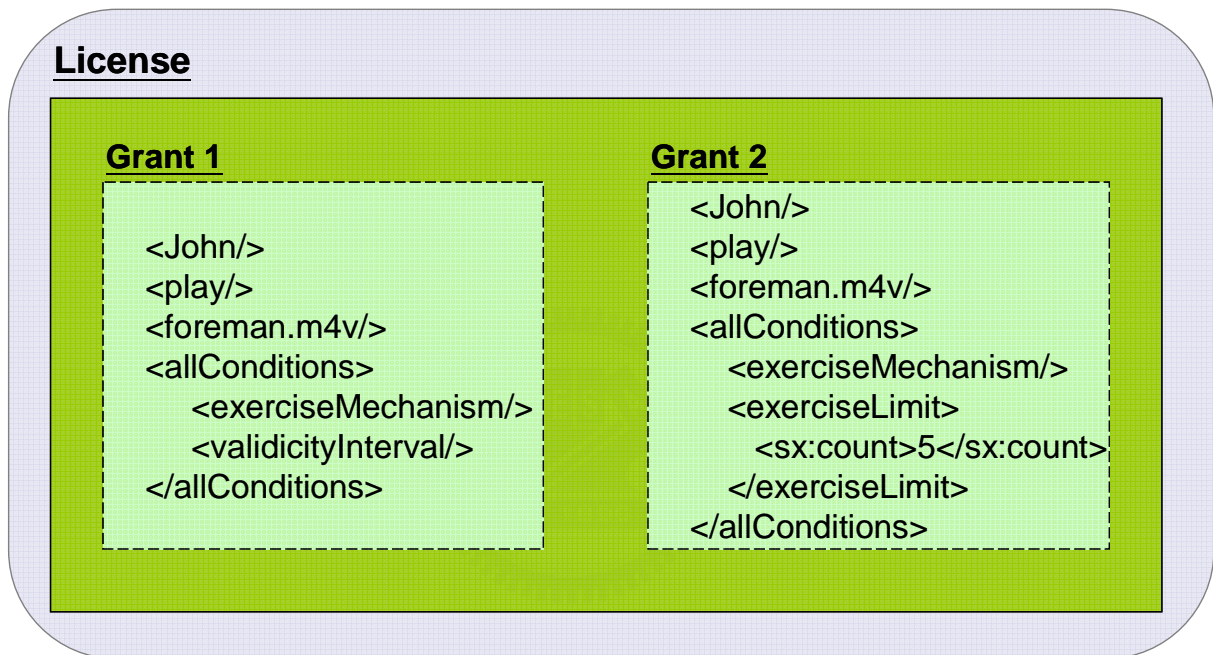 License
Grant 1
<John/>
<play/>
<foreman.m4v/>
<allConditions>
<exerciseMechanism/>
<validicityInterval/>
</allConditions>
Grant 2
<John/>
<play/>
<foreman.m4v/>
<allConditions>
<exerciseMechanism/>
<exerciseLimit>
<sx:count>5</sx:count>
</exerciseLimit>
</allConditions>